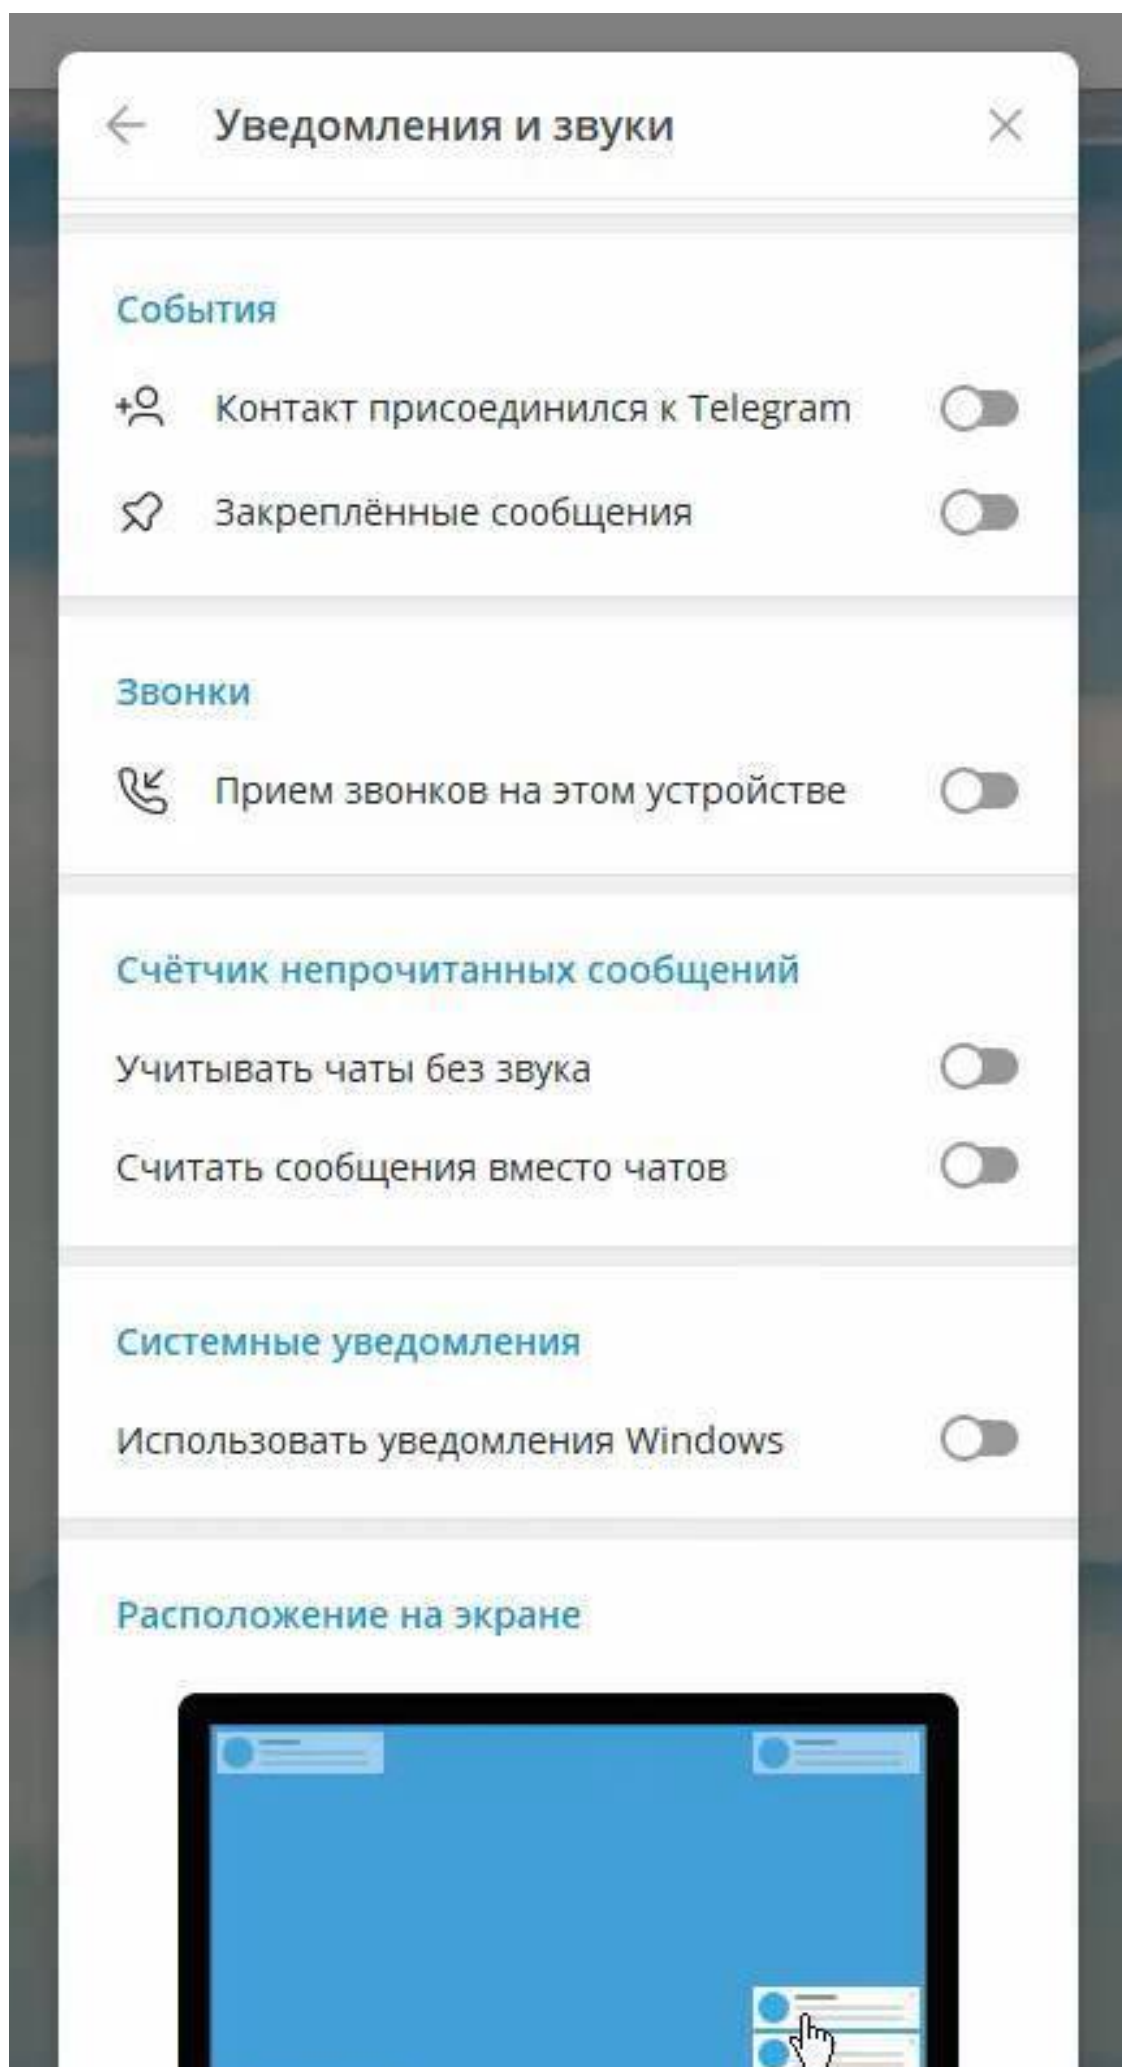 Уведомления и звуки
События
Контакт присоединился к Telegram
Закреплённые сообщения
Звонки
Прием звонков на этом устройстве
Счётчик непрочитанных сообщений
Учитывать чаты без звука
Считать сообщения вместо чатов
Системные уведомления
Использовать уведомления Windows
Расположение на экране